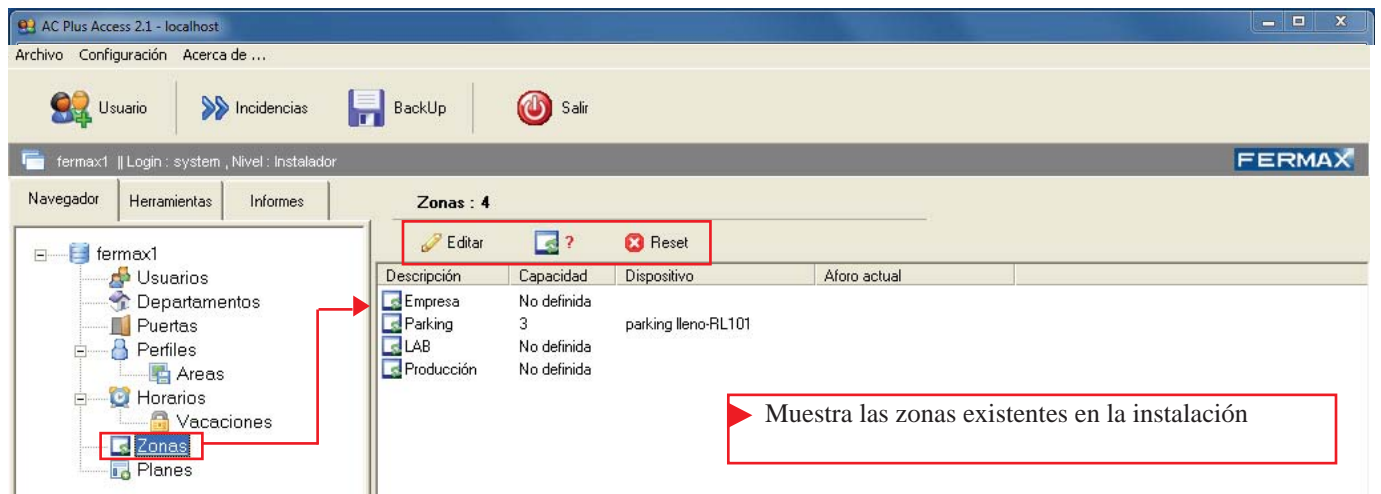 AC Plus Access 2.1 - localhost
Archivo Configuración Acerca de ...
Usuario Incidencias BackUp Salir
fermax1 || Login : system , Nivel : Instalador FERMAX
Navegador Herramientas Informes Zonas : 4
Editar ? Reset
fermax1
Descripción Capacidad Dispositivo Aforo actual
Usuarios
Empresa No definida
Departamentos
Parking 3 parking lleno-RL101
Puertas
LAB No definida
Perfiles
Producción No definida
Areas
Horarios
Vacaciones
Zonas
Planes
Muestra las zonas existentes en la instalación